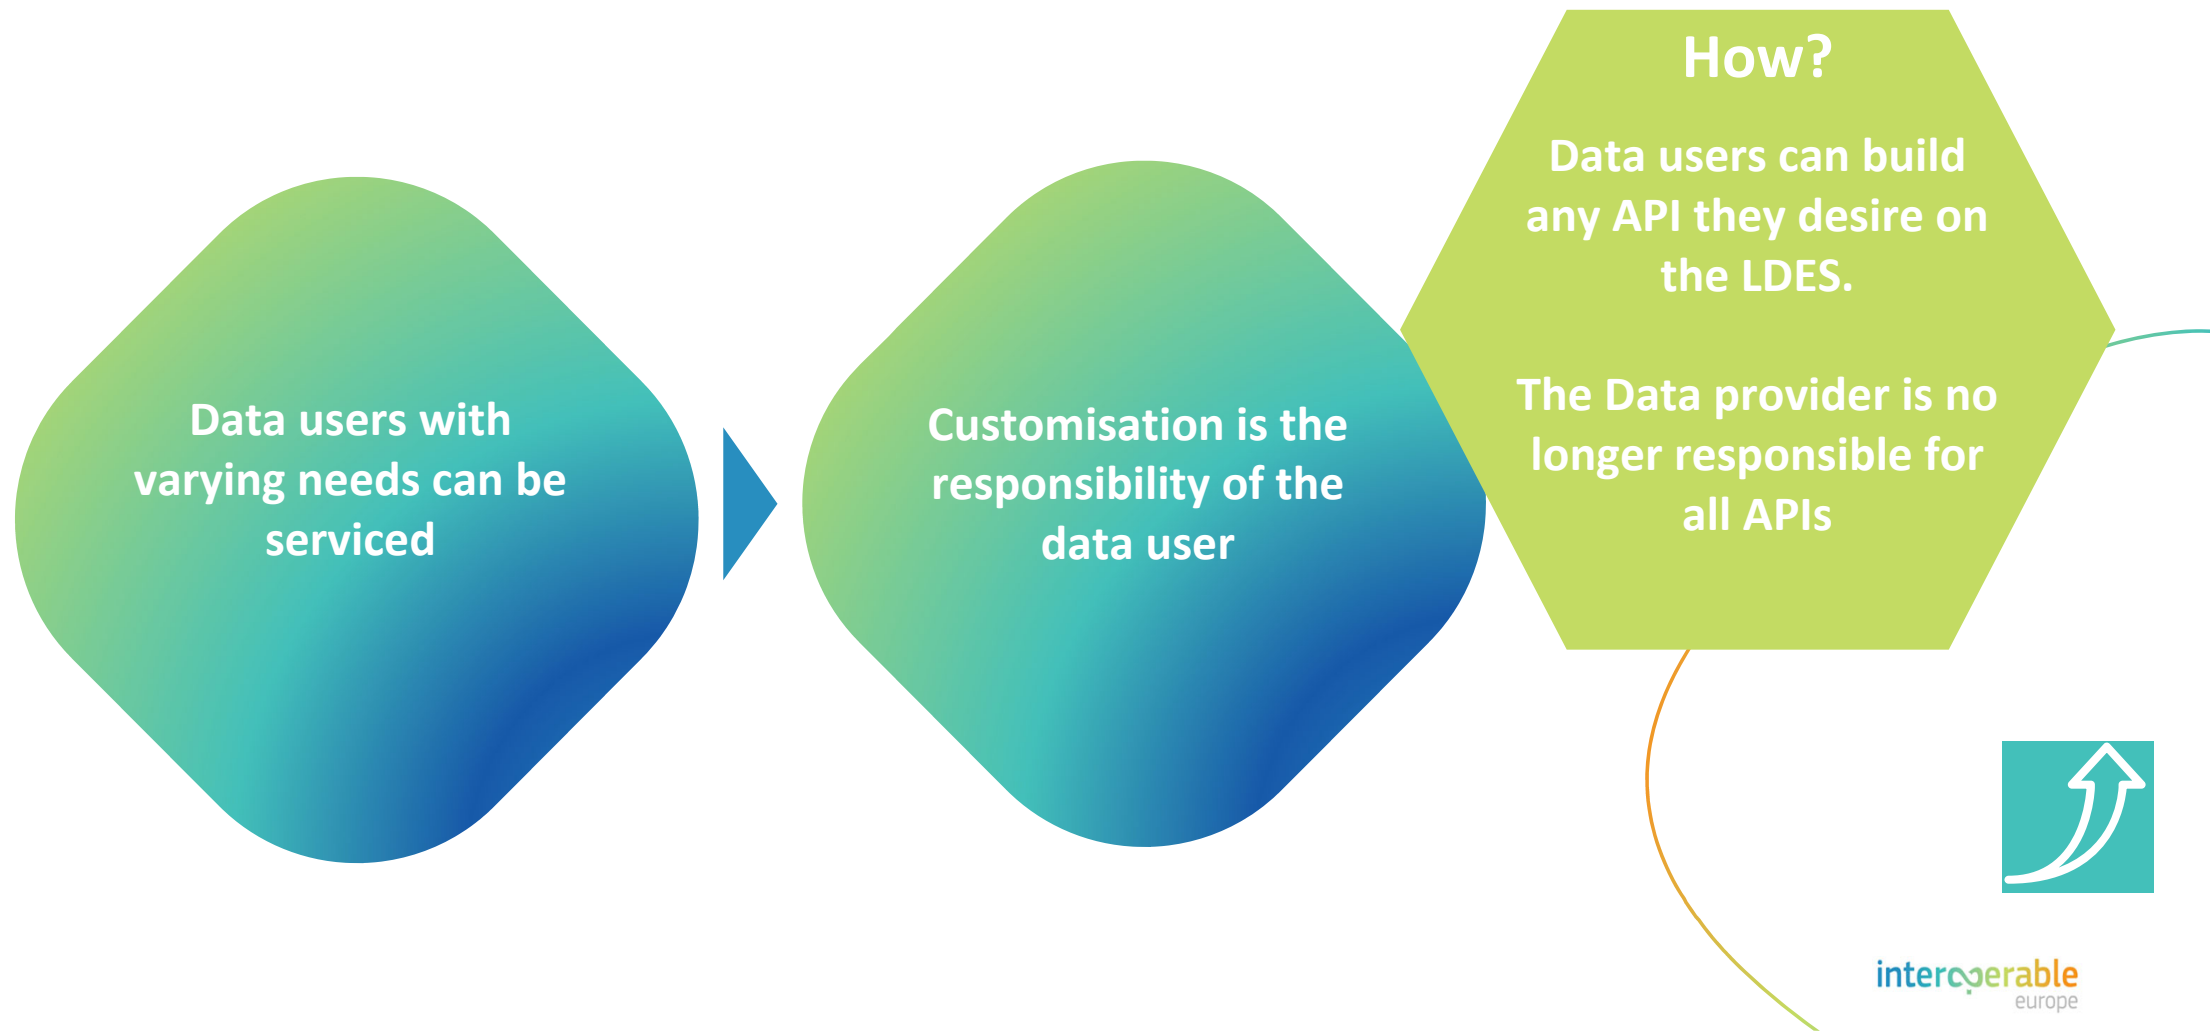 Data users with
varying needs can be
serviced
Customisation is the
responsibility of the
data user
How?
Data users can build
any API they desire on
the LDES.
The Data provider is no
longer responsible for
all APIs
interoperable
europe